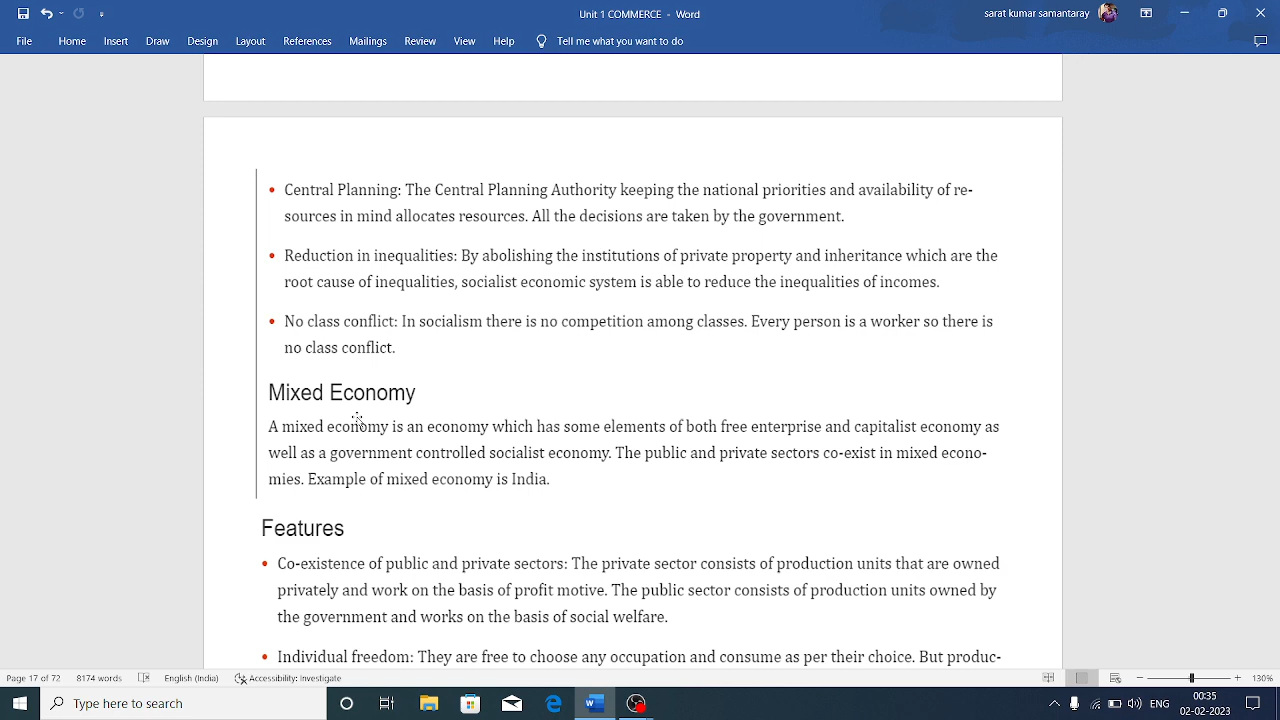 Unit 1 COMMERCE - Word
sarat kumar samantaray
File Home Insert Draw Design Layout References Mailings Review View Help Tell me what you want to do
• Central Planning: The Central Planning Authority keeping the national priorities and availability of re-
sources in mind allocates resources. All the decisions are taken by the government.
• Reduction in inequalities: By abolishing the institutions of private property and inheritance which are the
root cause of inequalities, socialist economic system is able to reduce the inequalities of incomes.
• No class conflict: In socialism there is no competition among classes. Every person is a worker so there is
no class conflict.
Mixed Economy
A mixed economy is an economy which has some elements of both free enterprise and capitalist economy as
well as a government controlled socialist economy. The public and private sectors co-exist in mixed econo-
mies. Example of mixed economy is India.
Features
• Co-existence of public and private sectors: The private sector consists of production units that are owned
privately and work on the basis of profit motive. The public sector consists of production units owned by
the government and works on the basis of social welfare.
• Individual freedom: They are free to choose any occupation and consume as per their choice. But produc-
Page 17 of 72 8174 words English (India) Accessibility: Investigate 130%
Type here to search
00:35
02-02-2023